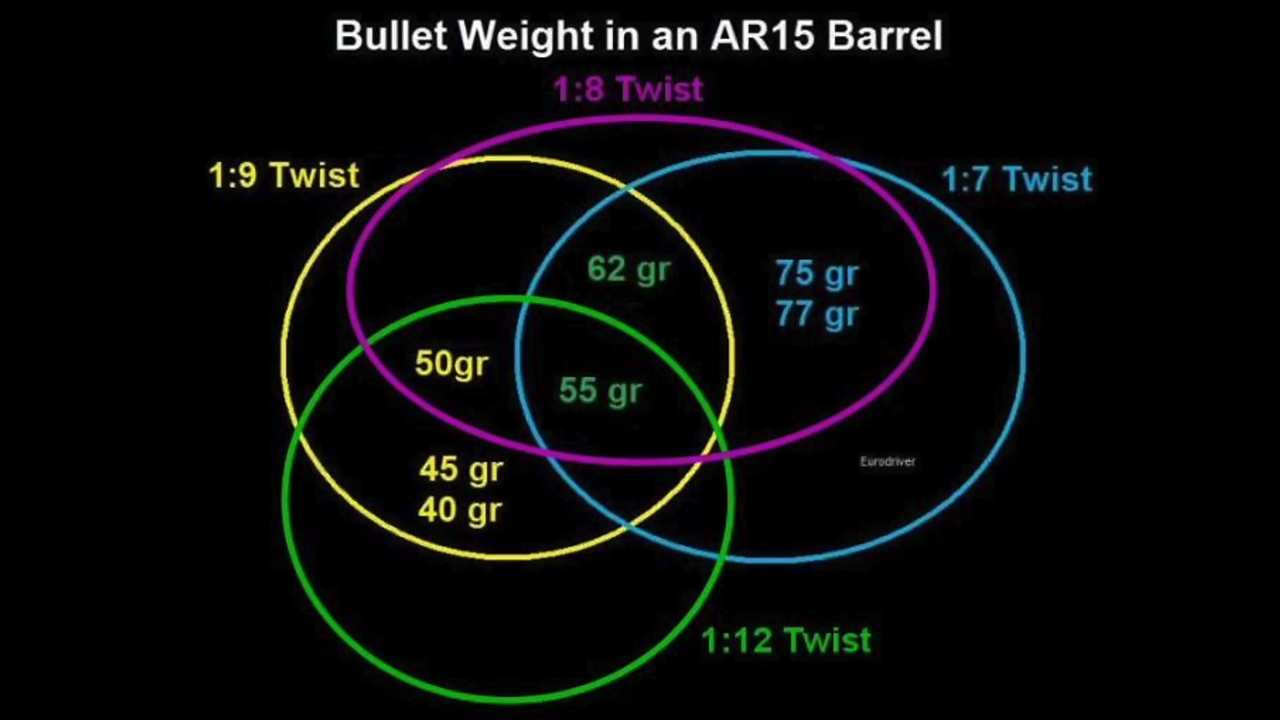 Bullet Weight in an AR15 Barrel
1:8 Twist
1:9 Twist
1:7 Twist
62 gr
75 gr
77 gr
50gr
55 gr
45 gr
40 gr
Eurodriver
1:12 Twist